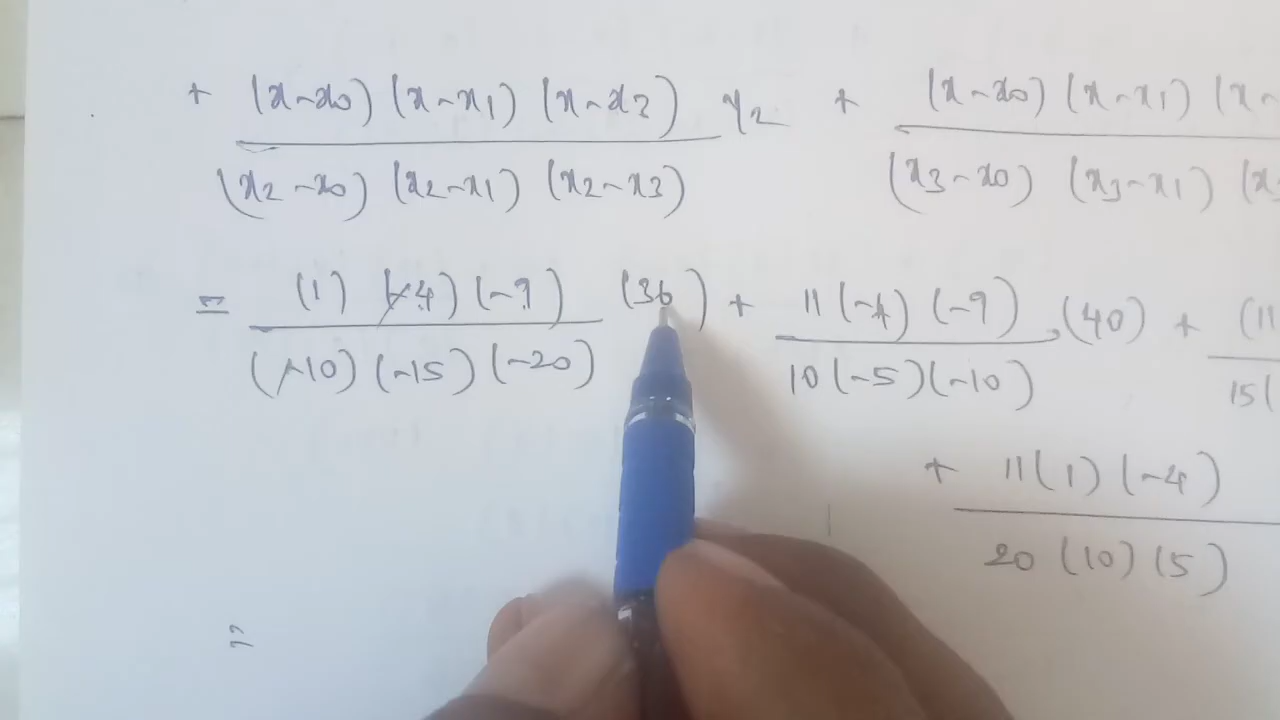 + (x-x0) (x-x1) (x-x3) y2 + (x-x0) (x-x1) (x-
(x2-x0) (x2-x1) (x2-x3) (x3-x0) (x3-x1) (x3
= (1) (-4) (-9) (36) + 11 (-4) (-9) (40) + (11
(-10) (-15) (-20) 10 (-5) (-10) 15(
+ 11 (1) (-4)
20 (10) (5)
=